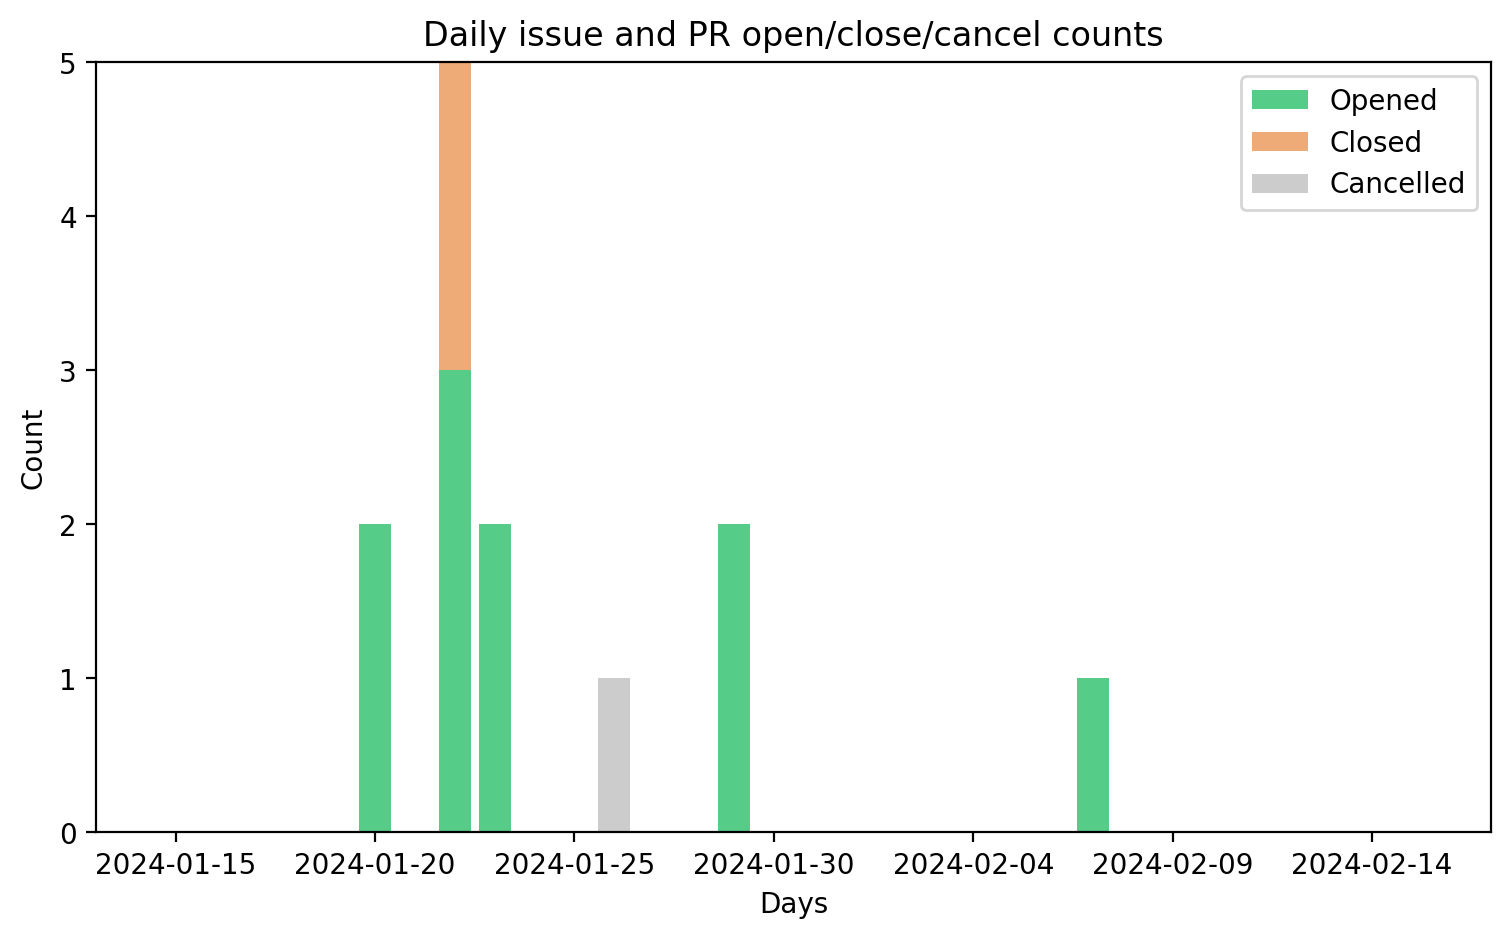 Daily issue and PR open/close/cancel counts
Opened
Closed
Cancelled
5
4
3
2
1
0
Count
2024-01-15 2024-01-20 2024-01-25 2024-01-30 2024-02-04 2024-02-09 2024-02-14
Days